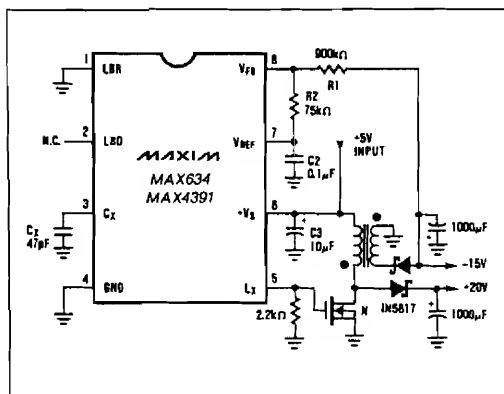 1
LBR
2
N.C.
LBD
3
CX
CX
47pF
4
GND
MAXIM
MAX634
MAX4391
8
VFB
7
VREF
6
+VS
5
LX
900kΩ
R1
R2
75kΩ
C2
0.1µF
+5V
INPUT
C3
10µF
1000µF
-15V
+20V
2.2kΩ
N
1N5817
1000µF